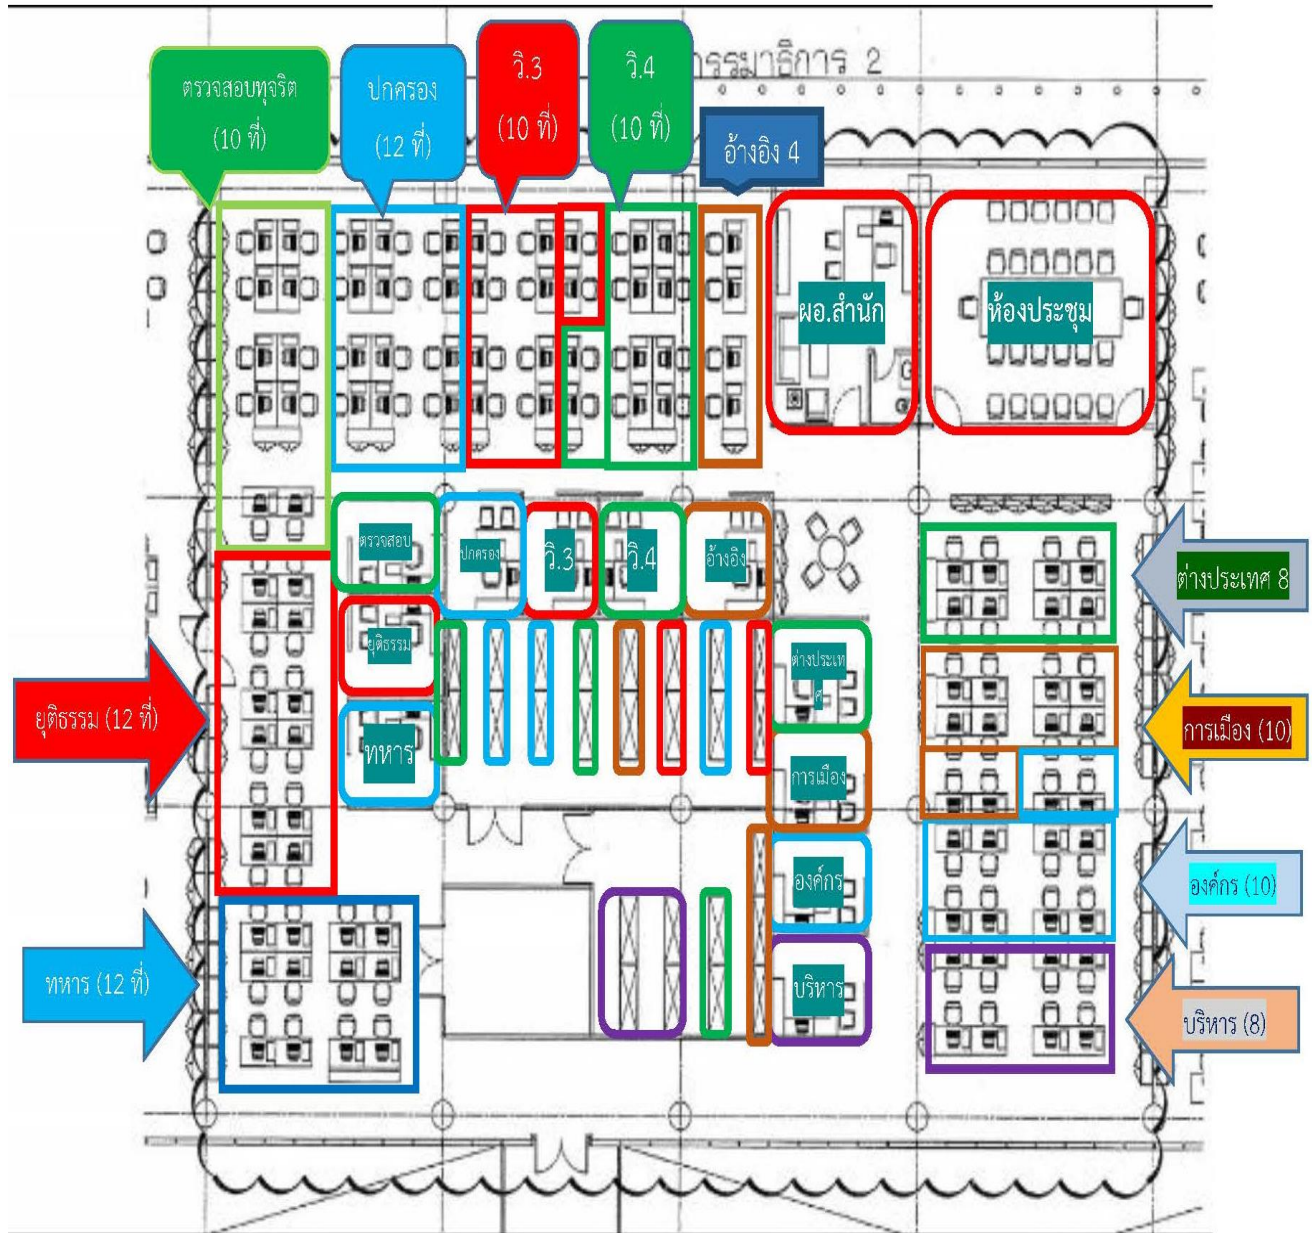 ตรวจสอบทุจริต
(10 ที่)
ปกครอง
(12 ที่)
วิ.3
(10 ที่)
วิ.4
(10 ที่)
กรรมาธิการ 2
อ้างอิง 4
ผอ.สำนัก
ห้องประชุม
ตรวจสอบ
ปกครอง
วิ.3
วิ.4
อ้างอิง
ต่างประเทศ 8
ยุติธรรม
ต่างประเท
ศ
ยุติธรรม (12 ที่)
ทหาร
การเมือง
การเมือง (10)
องค์กร
องค์กร (10)
ทหาร (12 ที่)
บริหาร
บริหาร (8)